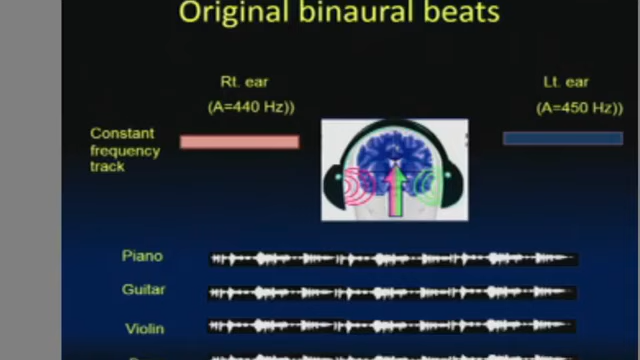 Original binaural beats
Rt. ear
(A=440 Hz))
Lt. ear
(A=450 Hz))
Constant
frequency
track
Piano
Guitar
Violin